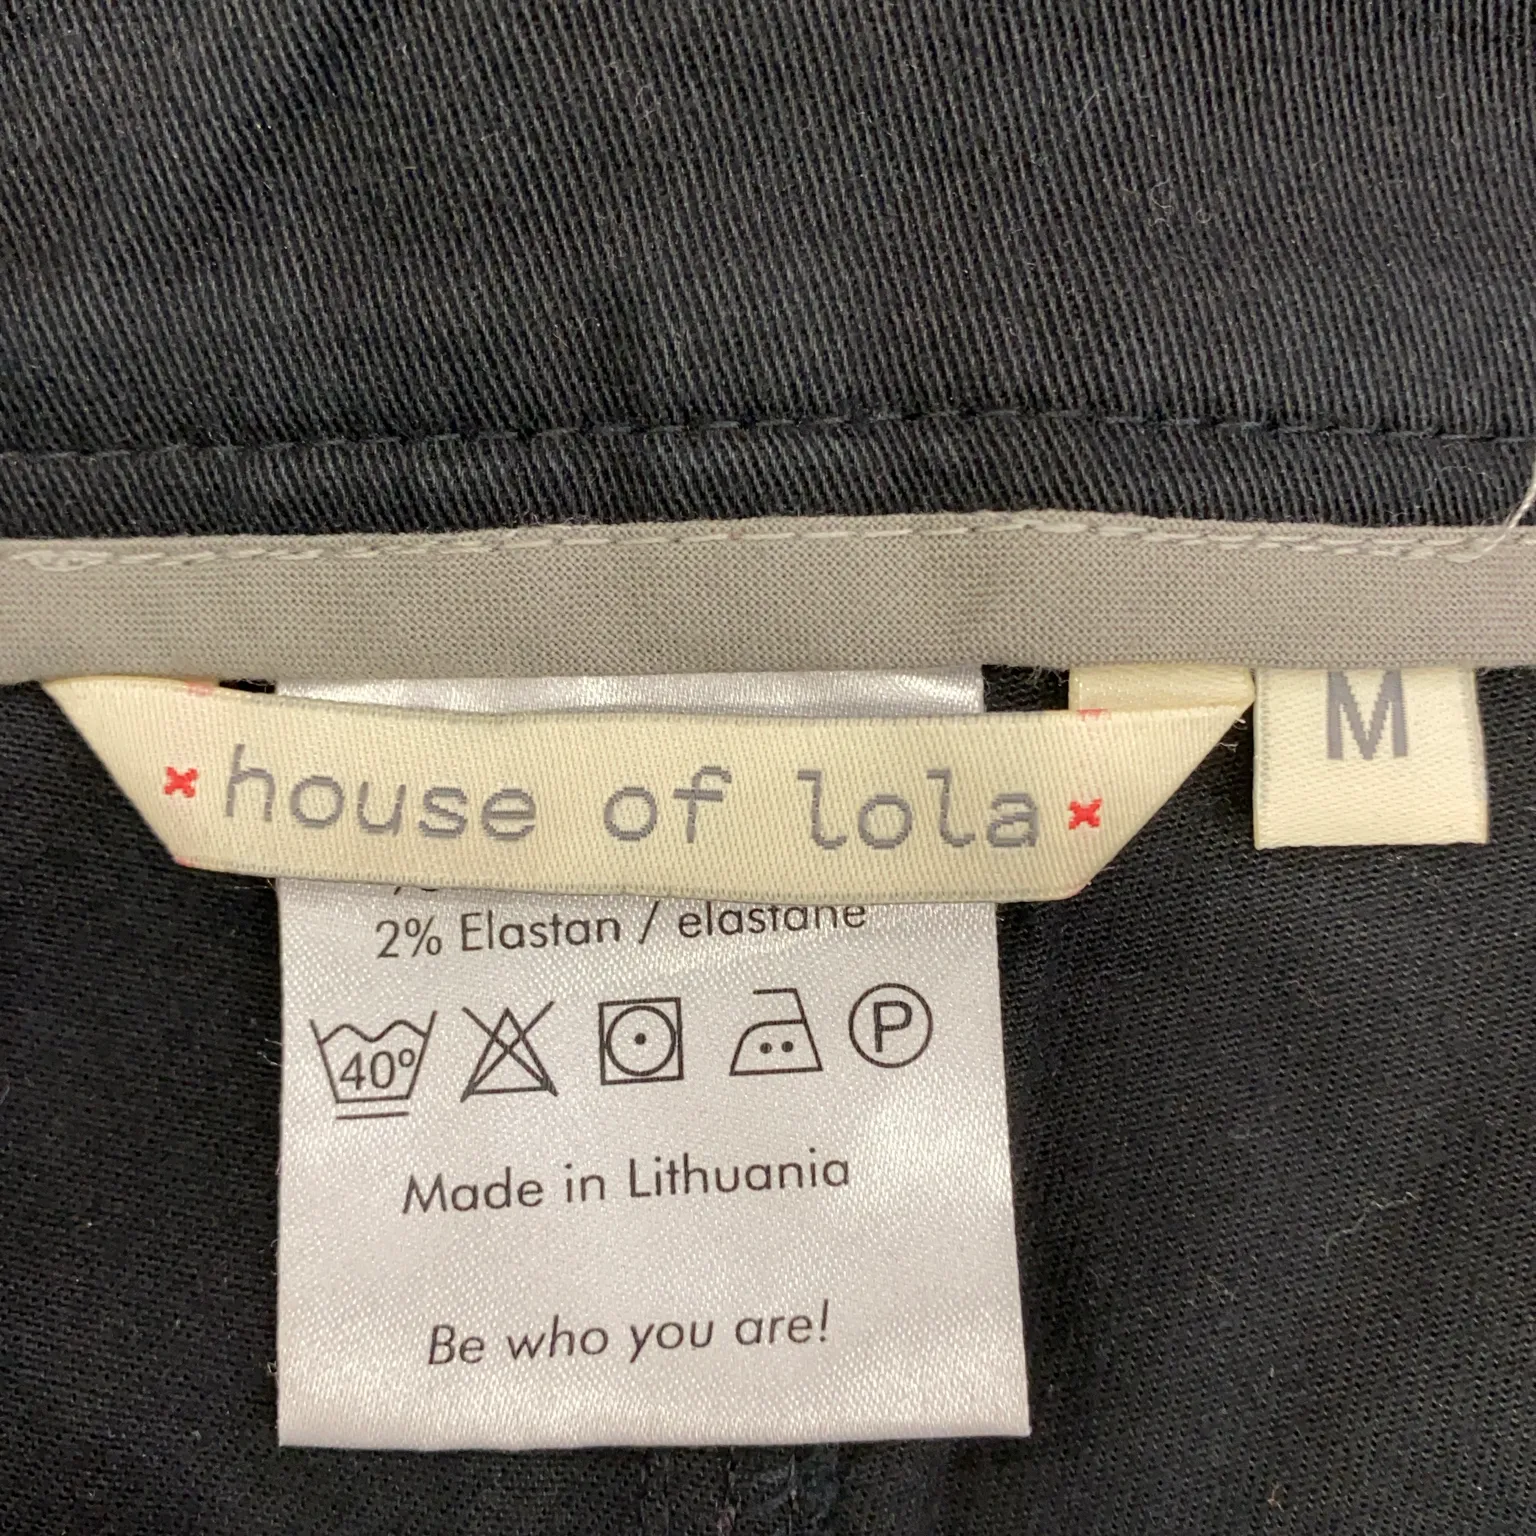 house of lola
M
2% Elastan / elastane
40°
P
Made in Lithuania
Be who you are!